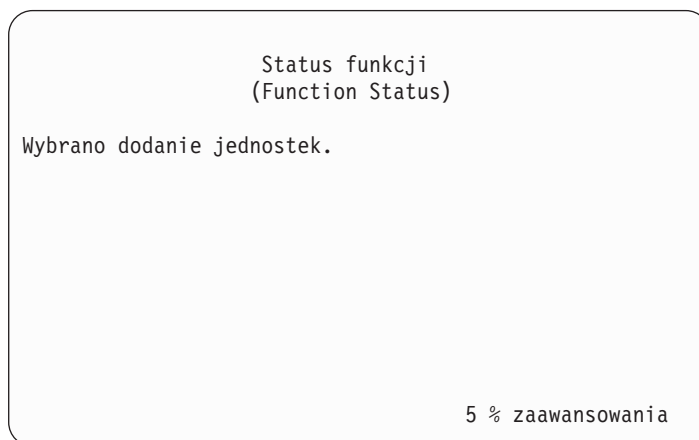 Status funkcji
(Function Status)
Wybrano dodanie jednostek.
5 % zaawansowania